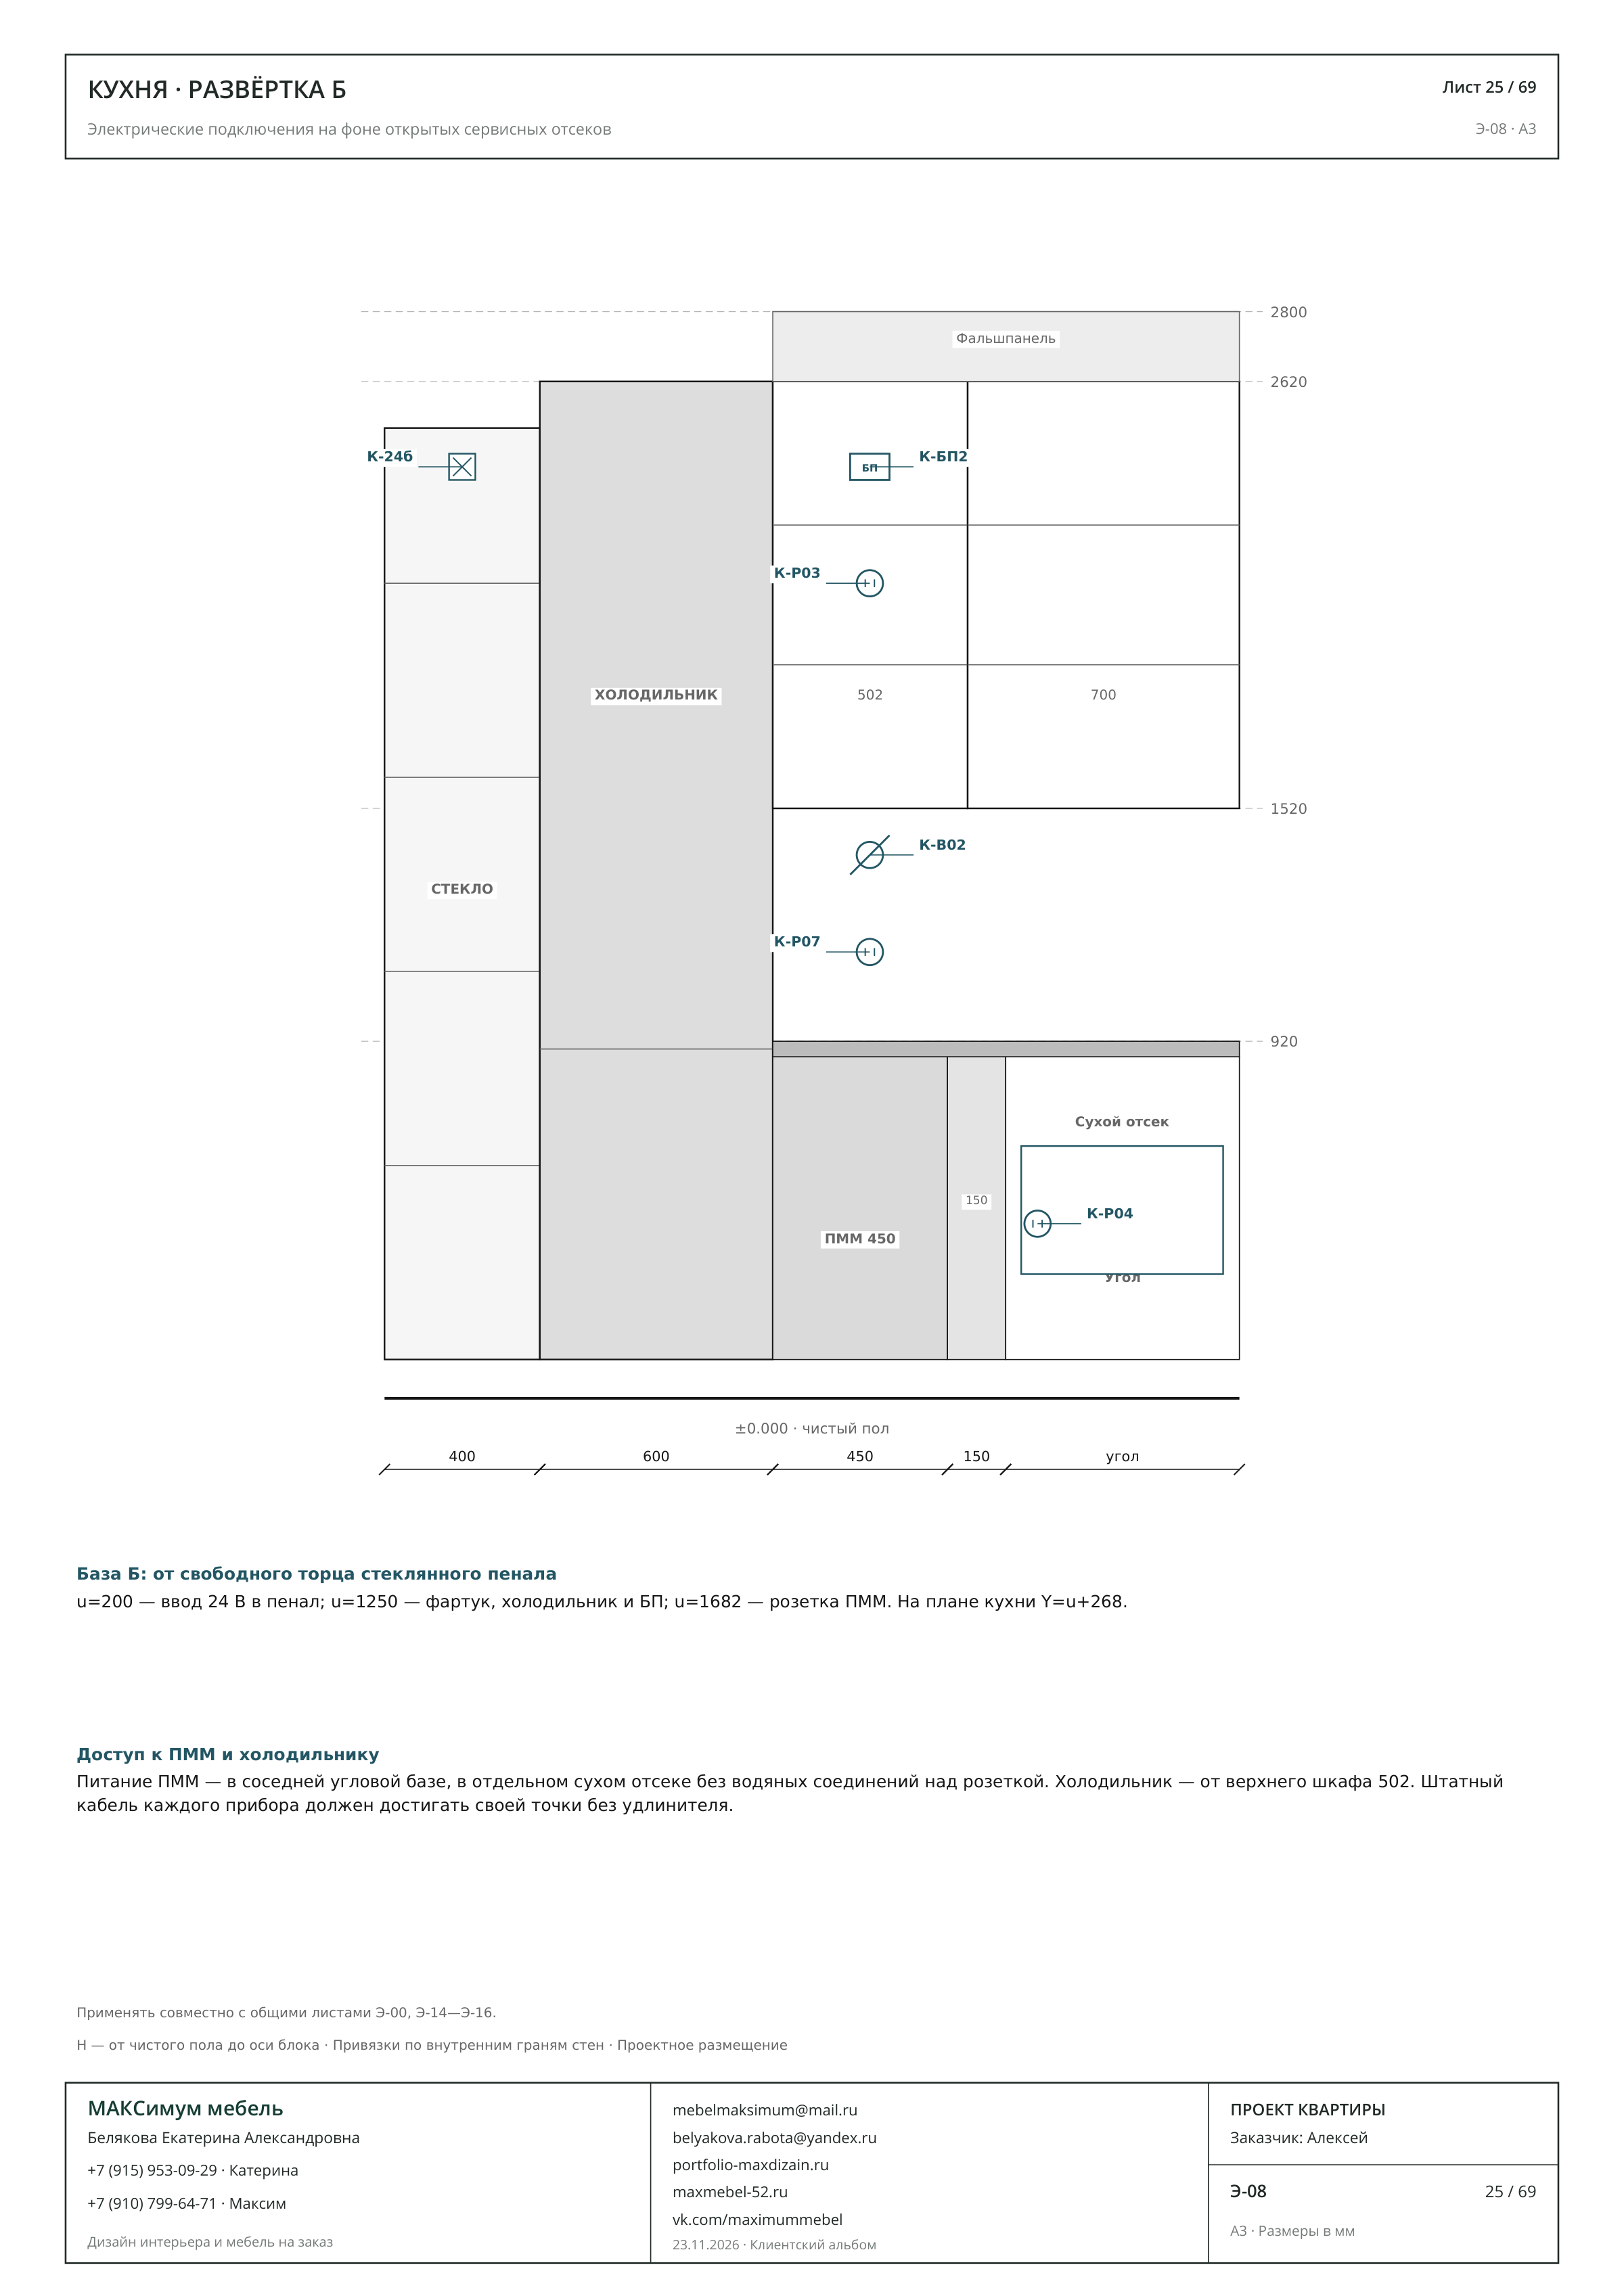 КУХНЯ · РАЗВЁРТКА Б
Лист 25 / 69
Электрические подключения на фоне открытых сервисных отсеков
Э-08 · А3
2800
Фальшпанель
2620
К-24б
БП
К-БП2
К-Р03
ХОЛОДИЛЬНИК
502
700
1520
К-В02
СТЕКЛО
К-Р07
920
Сухой отсек
150
К-Р04
ПММ 450
Угол
±0.000 · чистый пол
400
600
450
150
угол
База Б: от свободного торца стеклянного пенала
u=200 — ввод 24 В в пенал; u=1250 — фартук, холодильник и БП; u=1682 — розетка ПММ. На плане кухни Y=u+268.
Доступ к ПММ и холодильнику
Питание ПММ — в соседней угловой базе, в отдельном сухом отсеке без водяных соединений над розеткой. Холодильник — от верхнего шкафа 502. Штатный
кабель каждого прибора должен достигать своей точки без удлинителя.
Применять совместно с общими листами Э-00, Э-14—Э-16.
Н — от чистого пола до оси блока · Привязки по внутренним граням стен · Проектное размещение
МАКСимум мебель
Белякова Екатерина Александровна
+7 (915) 953-09-29 · Катерина
+7 (910) 799-64-71 · Максим
Дизайн интерьера и мебель на заказ
mebelmaksimum@mail.ru
belyakova.rabota@yandex.ru
portfolio-maxdizain.ru
maxmebel-52.ru
vk.com/maximummebel
23.11.2026 · Клиентский альбом
ПРОЕКТ КВАРТИРЫ
Заказчик: Алексей
Э-08
25 / 69
А3 · Размеры в мм